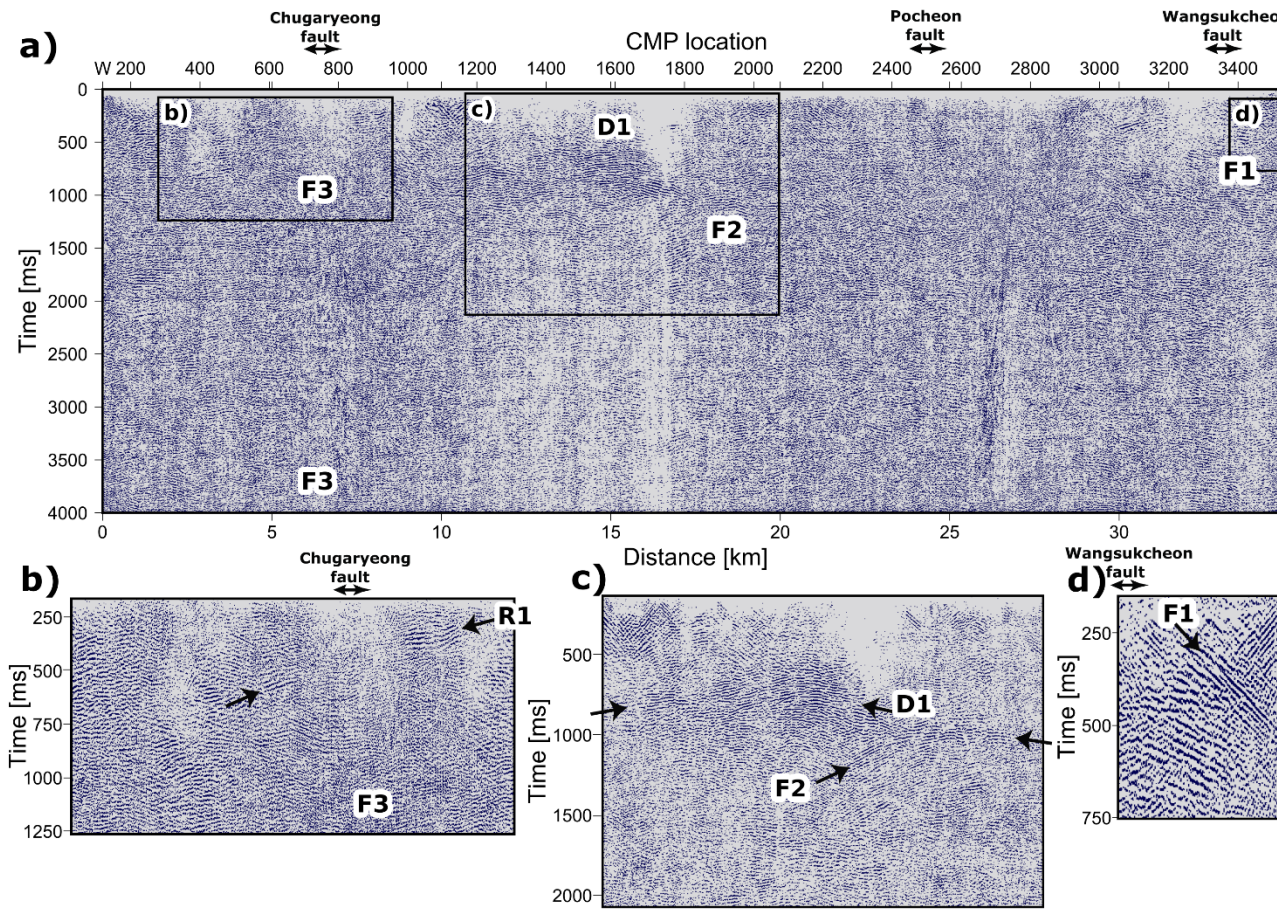 Chugaryeong
fault
Pocheon
fault
Wangsukcheon
fault
a)
CMP location
W 200 400 600 800 1000 1200 1400 1600 1800 2000 2200 2400 2600 2800 3000 3200 3400
0
500
1000
1500
2000
2500
3000
3500
4000
Time [ms]
b)
c)
d)
D1
F1
F3
F2
F3
0 5 10 15 20 25 30
Distance [km]
b)
Chugaryeong
fault
250
500
750
1000
1250
Time [ms]
R1
F3
c)
500
1000
1500
2000
Time [ms]
D1
F2
Wangsukcheon
fault
d)
250
500
750
Time [ms]
F1